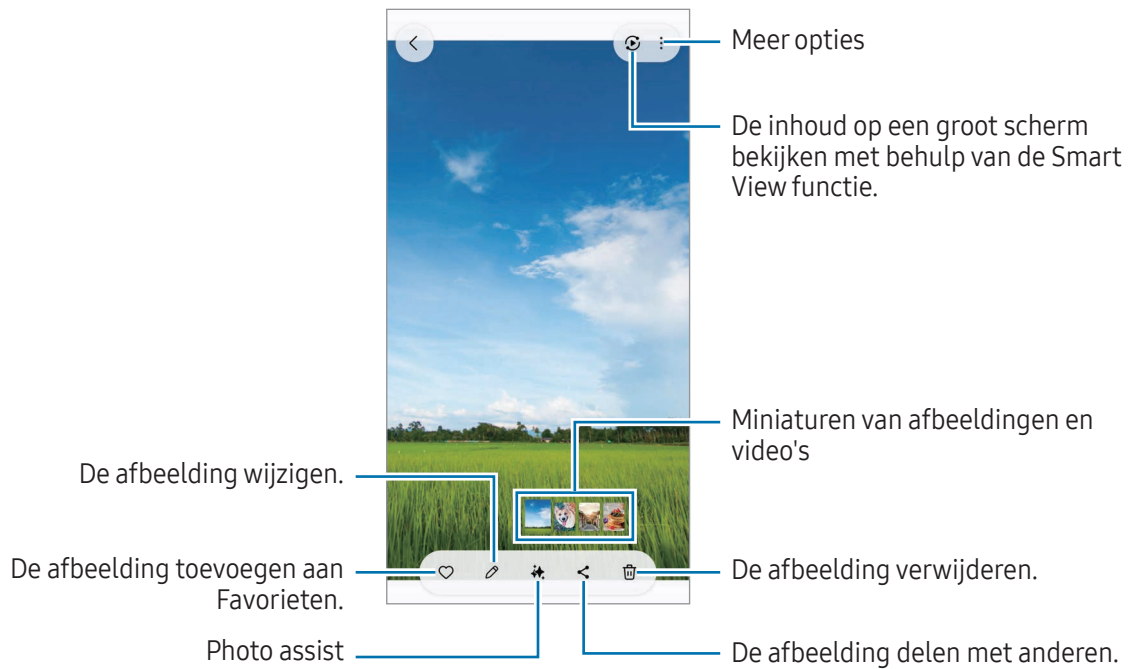 Meer opties
De inhoud op een groot scherm
bekijken met behulp van de Smart
View functie.
Miniaturen van afbeeldingen en
video's
De afbeelding wijzigen.
De afbeelding toevoegen aan
Favorieten.
De afbeelding verwijderen.
Photo assist
De afbeelding delen met anderen.